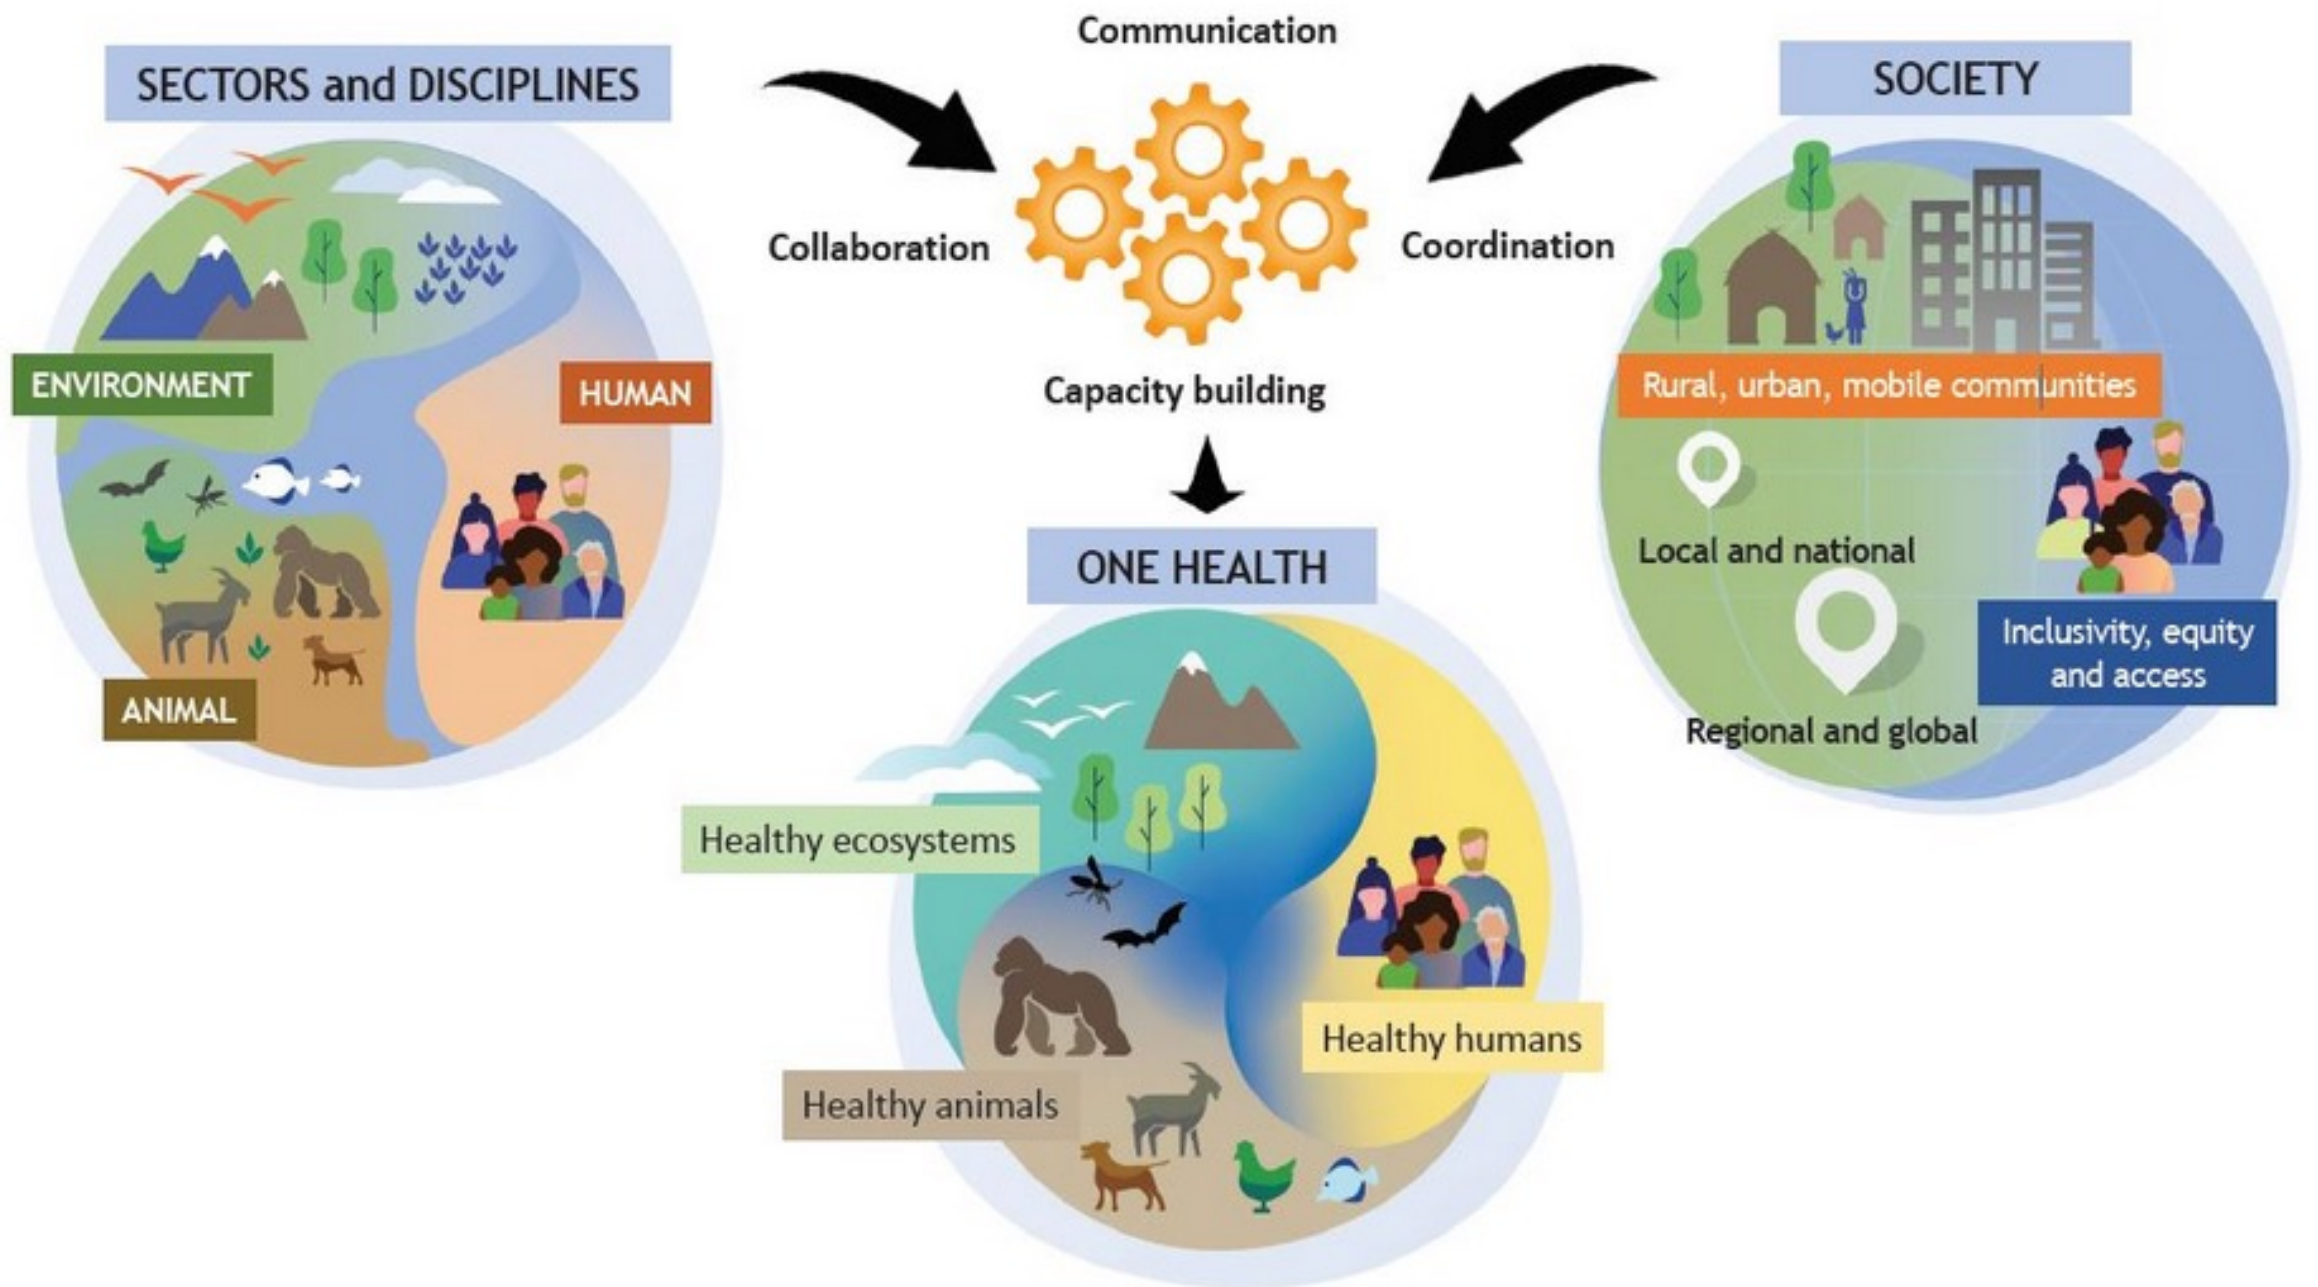 Communication
SECTORS and DISCIPLINES
SOCIETY
Collaboration
Coordination
ENVIRONMENT
HUMAN
Capacity building
Rural, urban, mobile communities
ANIMAL
ONE HEALTH
Local and national
Inclusivity, equity
and access
Regional and global
Healthy ecosystems
Healthy humans
Healthy animals